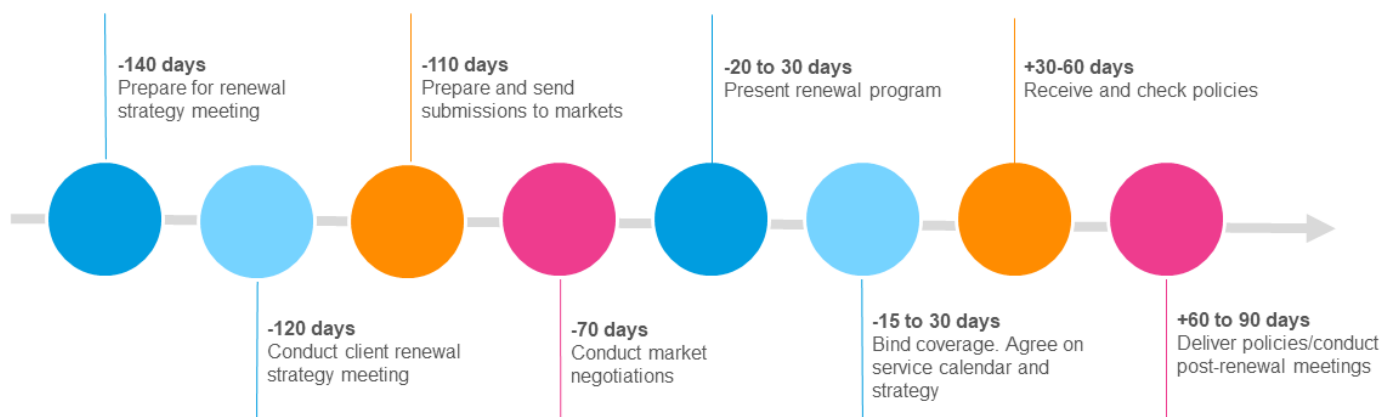 -140 days
Prepare for renewal
strategy meeting
-120 days
Conduct client renewal
strategy meeting
-110 days
Prepare and send
submissions to markets
-70 days
Conduct market
negotiations
-20 to 30 days
Present renewal program
-15 to 30 days
Bind coverage. Agree on
service calendar and
strategy
+30-60 days
Receive and check policies
+60 to 90 days
Deliver policies/conduct
post-renewal meetings